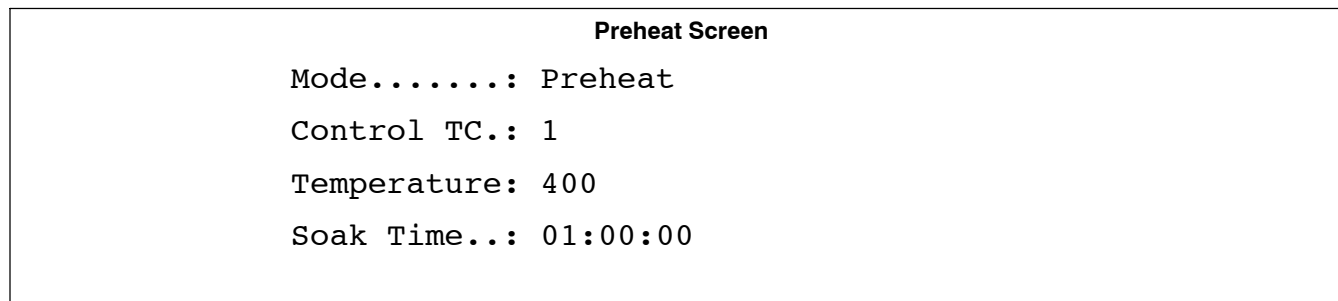 Preheat Screen
Mode.......: Preheat
Control TC.: 1
Temperature: 400
Soak Time..: 01:00:00